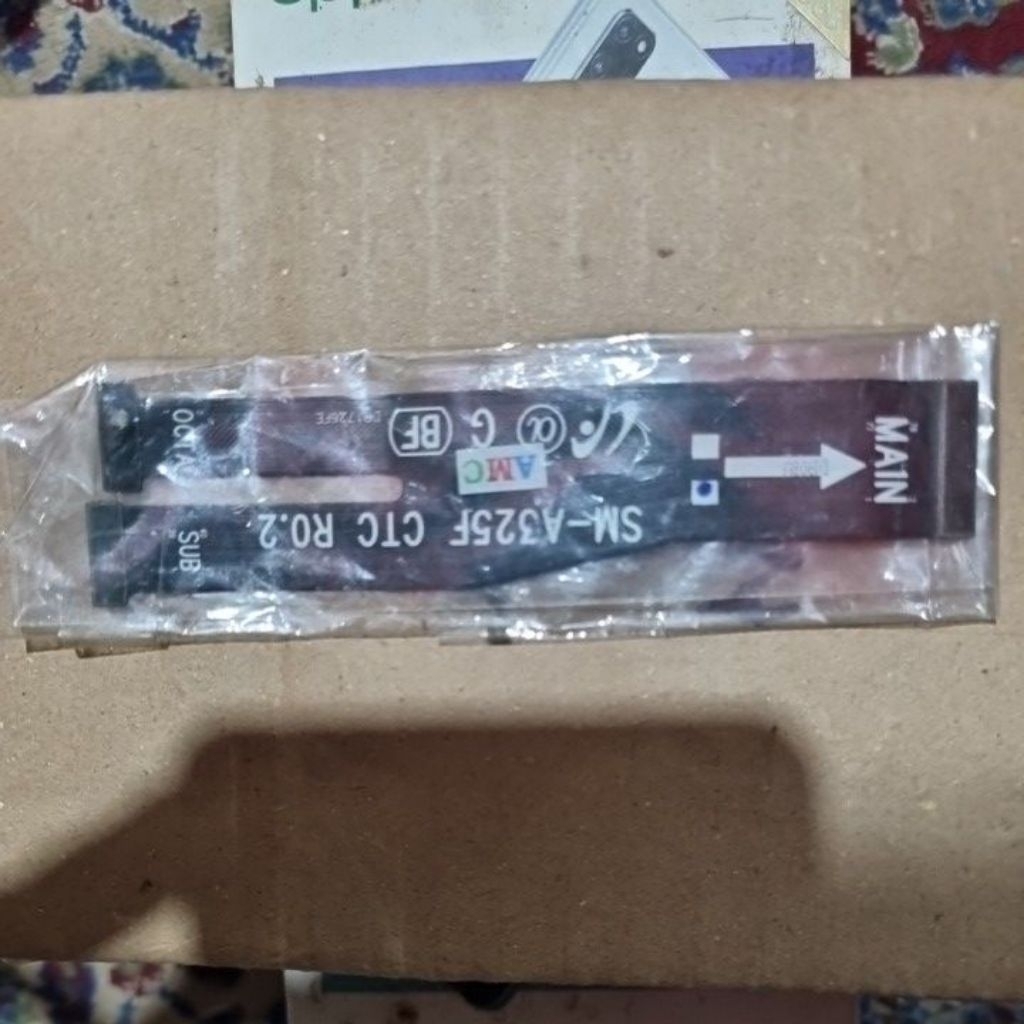 MAIN
SM-A325F CTC R0.2
AMC
BF
G
α
SUB